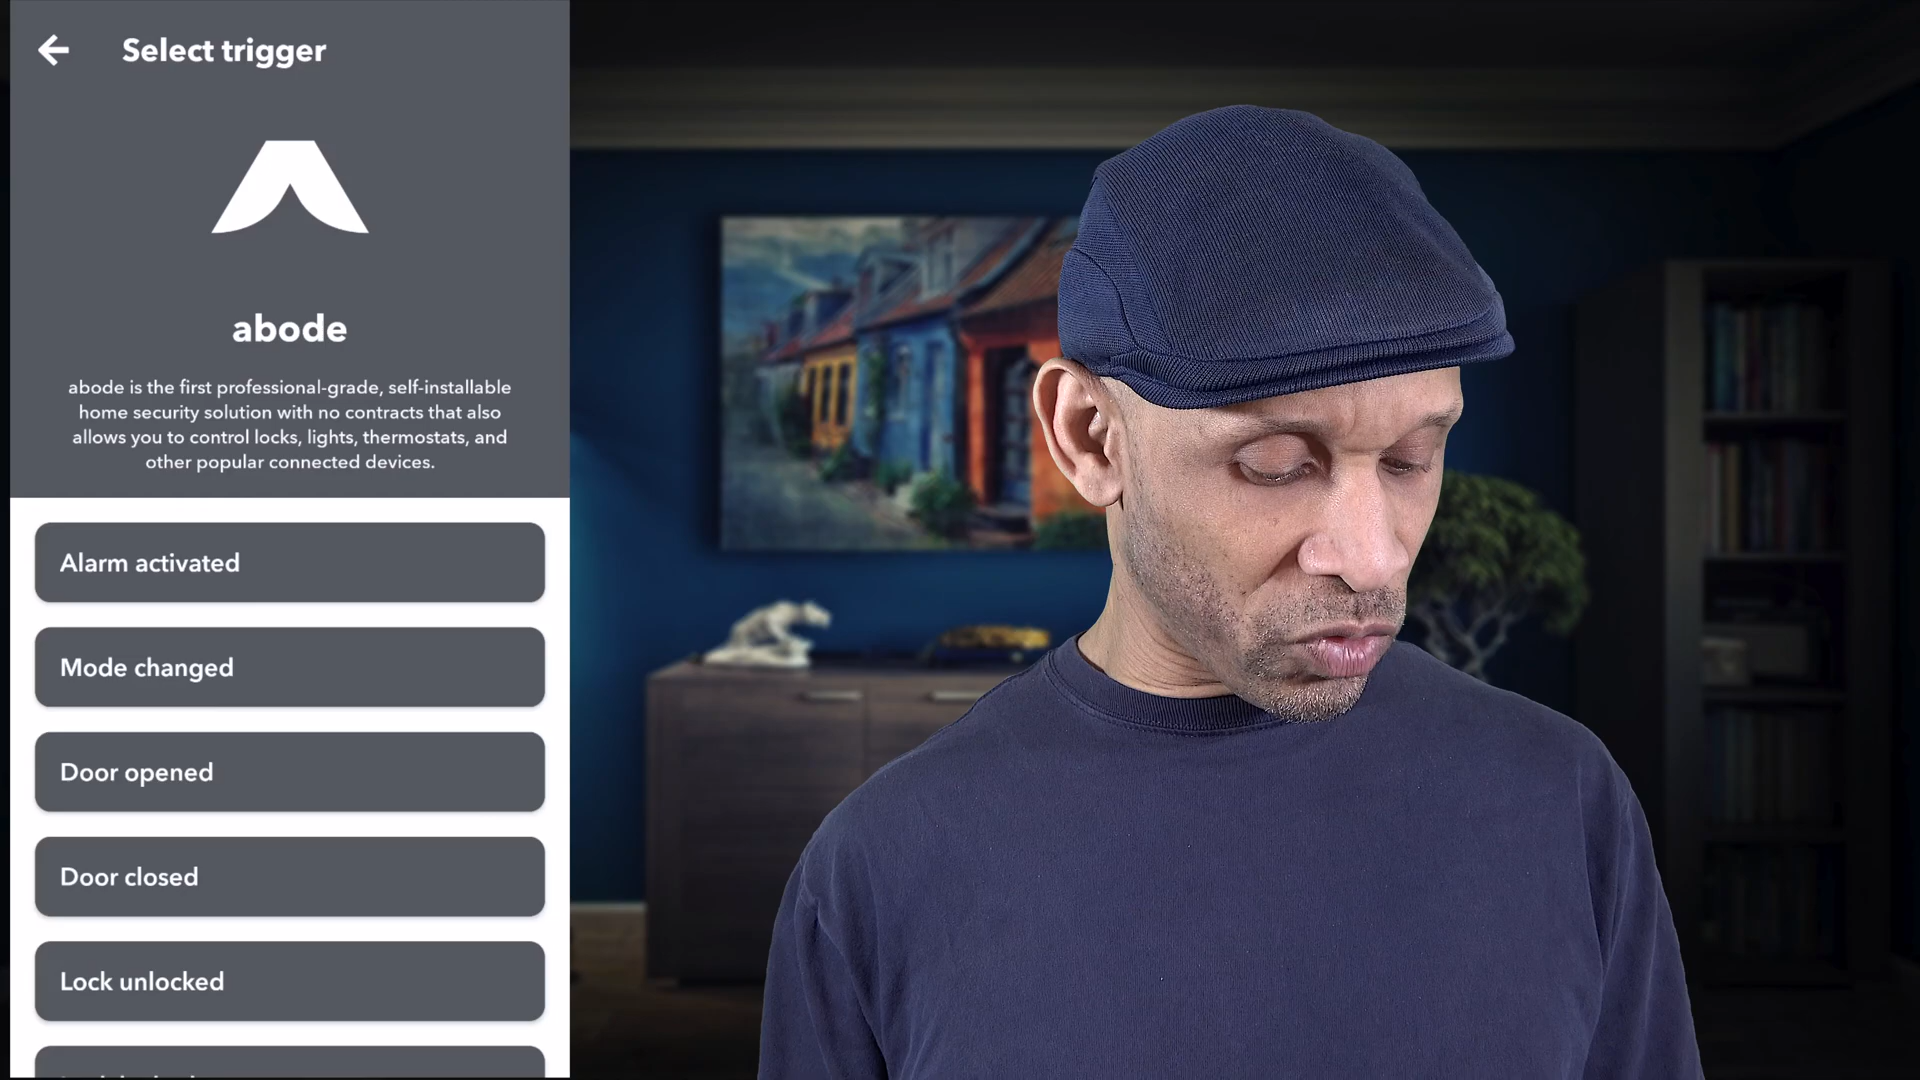 Select trigger
abode
abode is the first professional-grade, self-installable
home security solution with no contracts that also
allows you to control locks, lights, thermostats, and
other popular connected devices.
Alarm activated
Mode changed
Door opened
Door closed
Lock unlocked